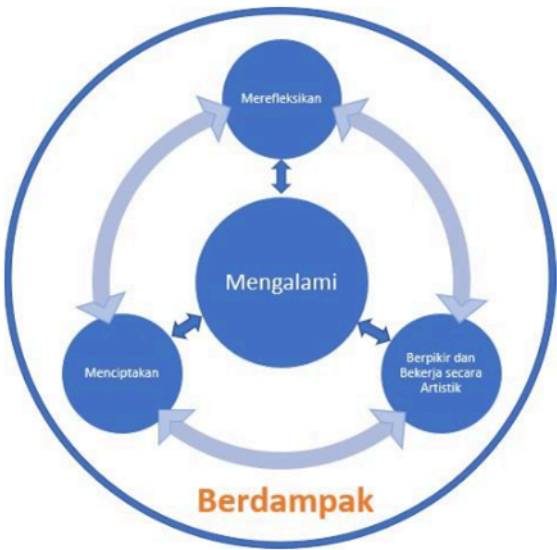 Merefleksikan
Mengalami
Menciptakan
Berpikir dan
Bekerja secara
Artistik
Berdampak